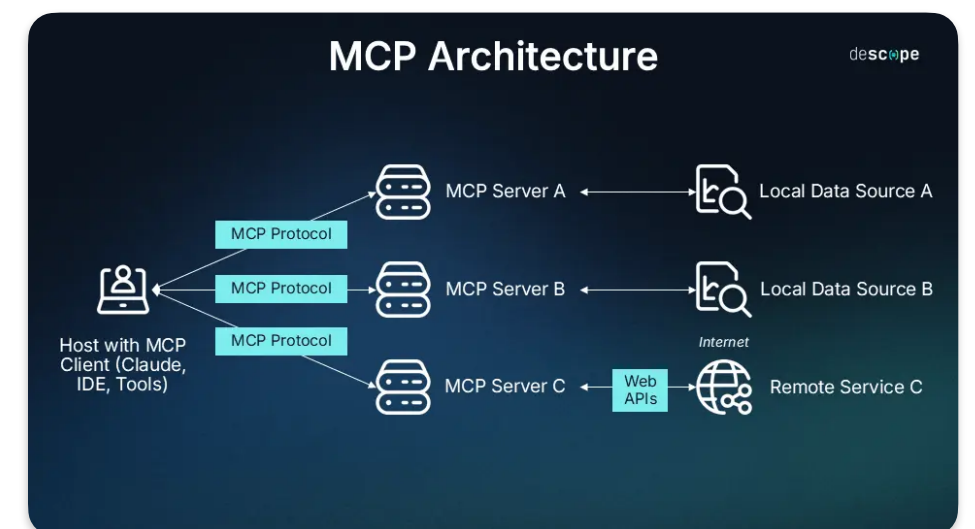 MCP Architecture
descope
MCP Server A
Local Data Source A
MCP Protocol
MCP Protocol
MCP Server B
Local Data Source B
MCP Protocol
Host with MCP
Client (Claude,
IDE, Tools)
Internet
MCP Server C
Web
APIs
Remote Service C